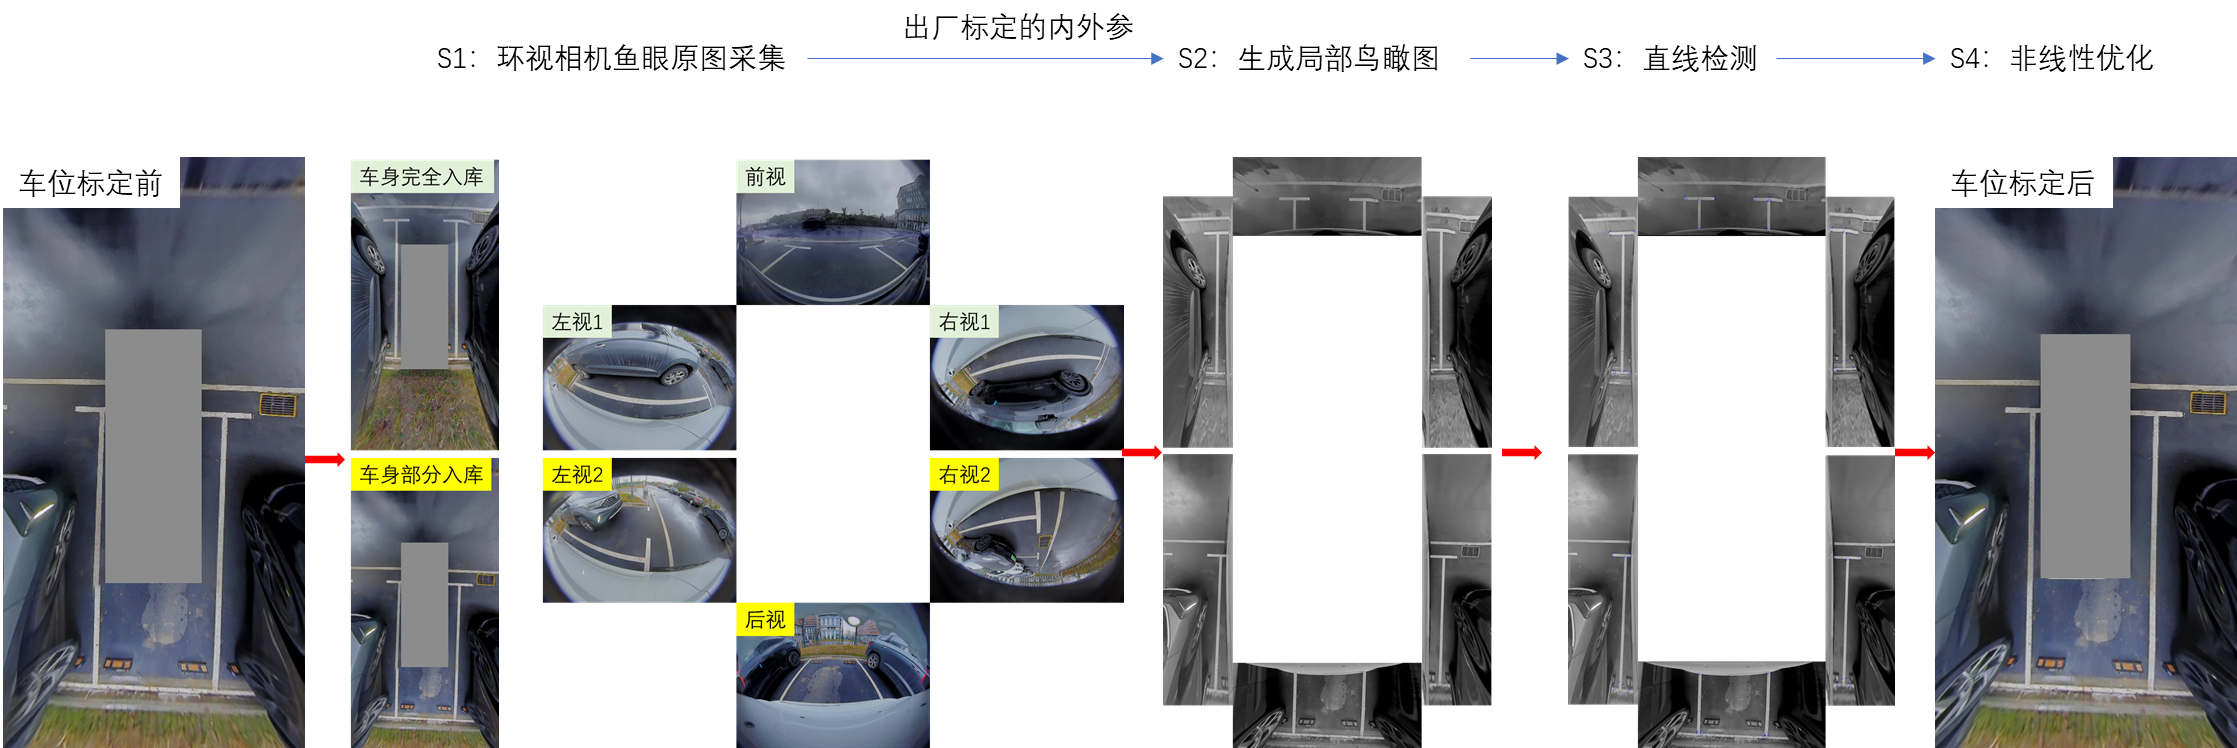 出厂标定的内外参
S1：环视相机鱼眼原图采集
S2：生成局部鸟瞰图
S3：直线检测
S4：非线性优化
车位标定前
车身完全入库
前视
车位标定后
左视1
右视1
车身部分入库
左视2
右视2
后视